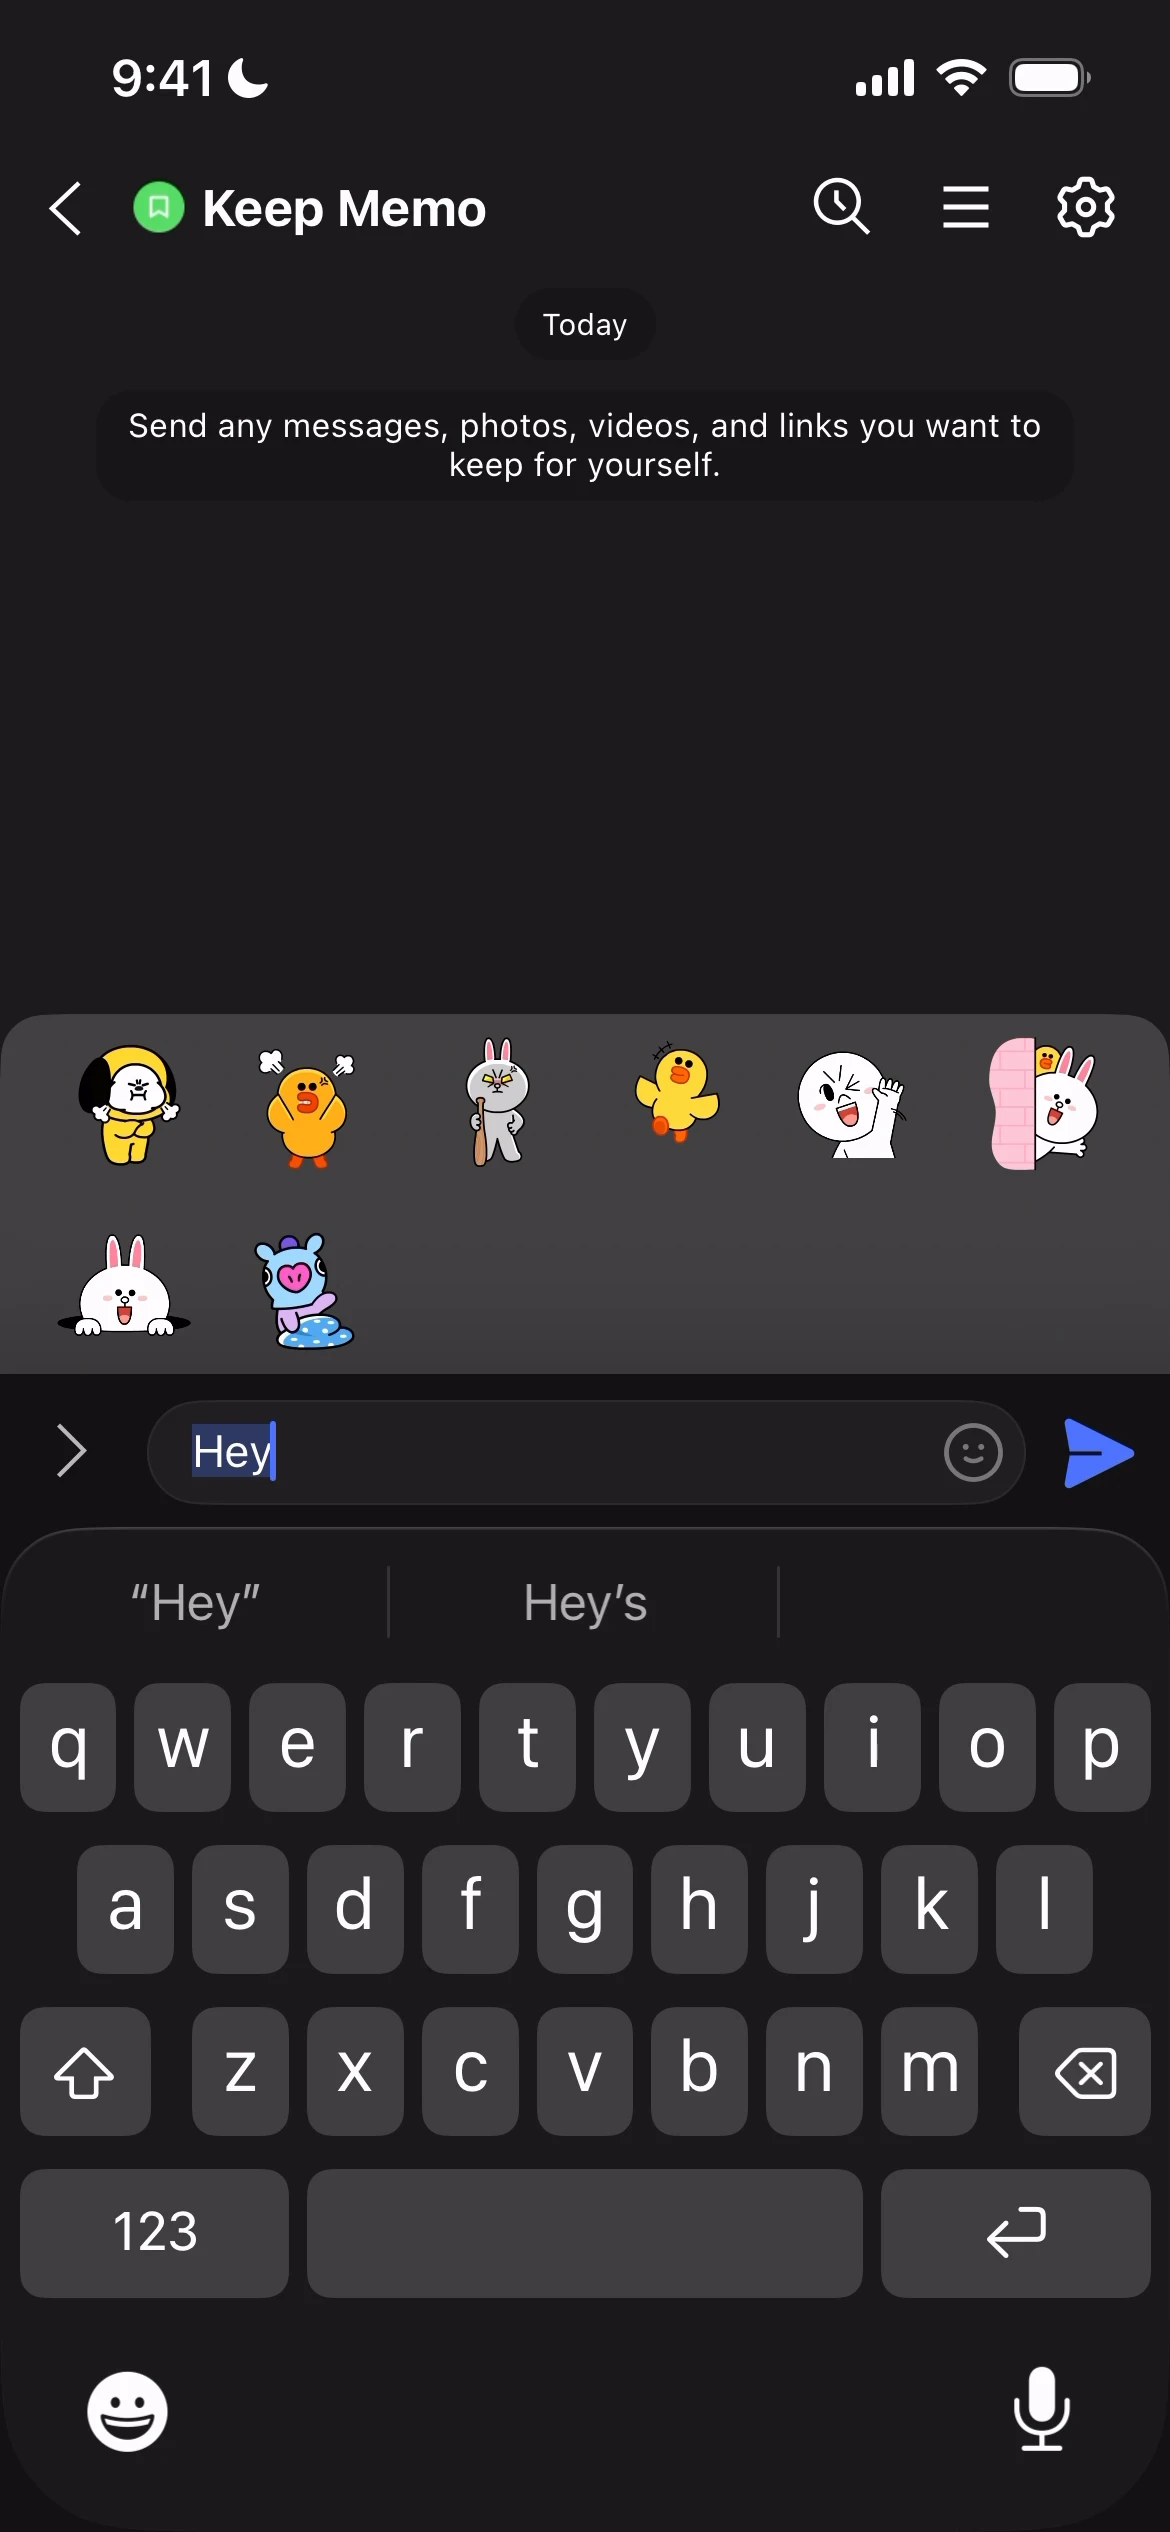 9:41
Keep Memo
Today
Send any messages, photos, videos, and links you want to
keep for yourself.
Hey
“Hey”
Hey’s
q w e r t y u i o p
a s d f g h j k l
z x c v b n m
123